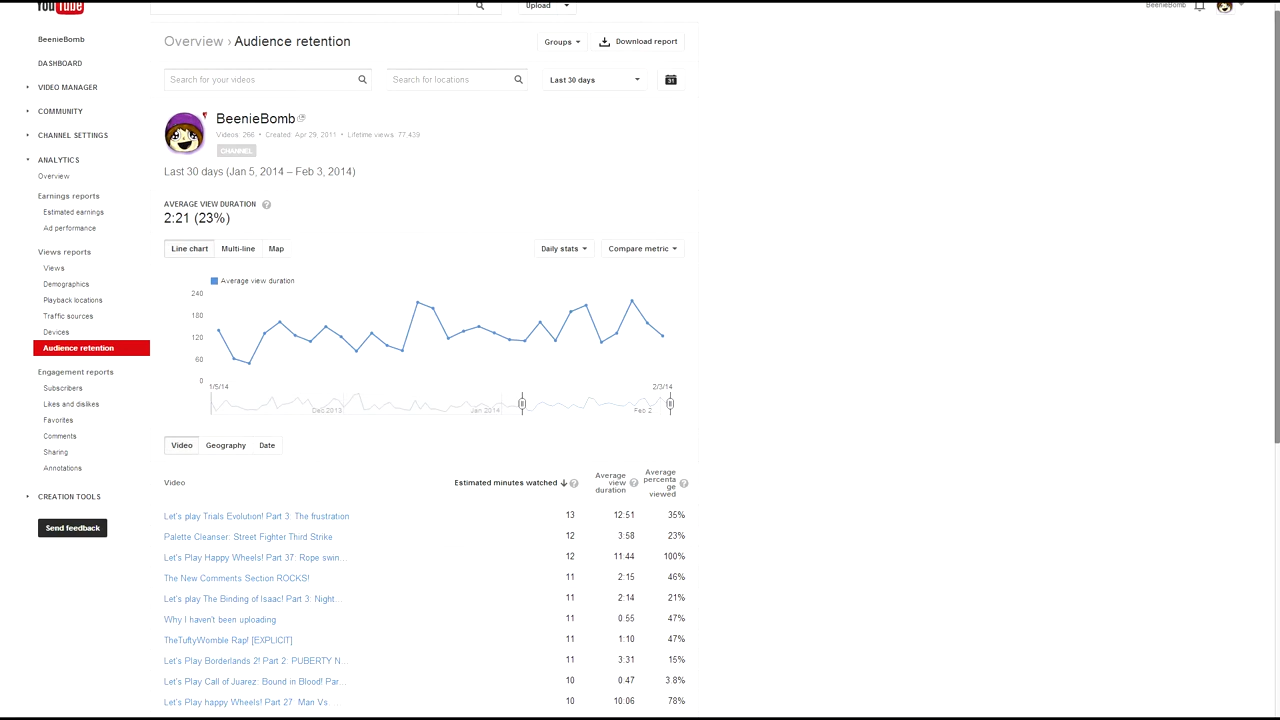 YouTube
Upload
BeenieBomb
BeenieBomb
DASHBOARD
VIDEO MANAGER
COMMUNITY
CHANNEL SETTINGS
ANALYTICS
Overview
Earnings reports
Estimated earnings
Ad performance
Views reports
Views
Demographics
Playback locations
Traffic sources
Devices
Audience retention
Engagement reports
Subscribers
Likes and dislikes
Favorites
Comments
Sharing
Annotations
CREATION TOOLS
Send feedback
Overview › Audience retention
Groups
Download report
Search for your videos
Search for locations
Last 30 days
31
BeenieBomb
Videos: 266 • Created: Apr 29, 2011 • Lifetime views: 77,439
CHANNEL
Last 30 days (Jan 5, 2014 – Feb 3, 2014)
AVERAGE VIEW DURATION ?
2:21 (23%)
Line chart Multi-line Map
Daily stats Compare metric
Average view duration
240
180
120
60
0
1/5/14 2/3/14
Dec 2013 Jan 2014 Feb 2
Video Geography Date
Video Estimated minutes watched ? Average view duration ? Average percentage viewed ?
Let's play Trials Evolution! Part 3: The frustration 13 12:51 35%
Palette Cleanser: Street Fighter Third Strike 12 3:58 23%
Let's Play Happy Wheels! Part 37: Rope swin... 12 11:44 100%
The New Comments Section ROCKS! 11 2:15 46%
Let's play The Binding of Isaac! Part 3: Night... 11 2:14 21%
Why I haven't been uploading 11 0:55 47%
TheTuftyWomble Rap! [EXPLICIT] 11 1:10 47%
Let's Play Borderlands 2! Part 2: PUBERTY N... 11 3:31 15%
Let's Play Call of Juarez: Bound in Blood! Par... 10 0:47 3.8%
Let's Play happy Wheels! Part 27 Man Vs. ... 10 10:06 78%